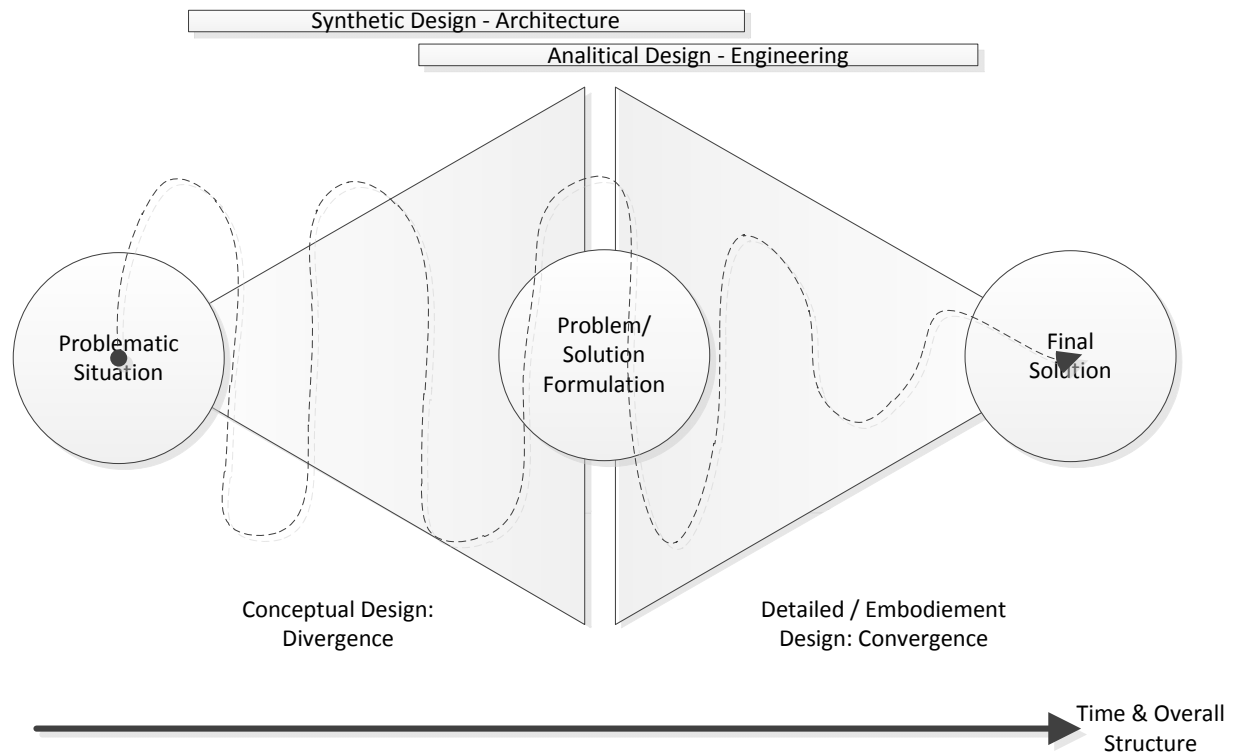 Synthetic Design - Architecture
Analitical Design - Engineering
Problematic
Situation
Problem/
Solution
Formulation
Final
Solution
Conceptual Design:
Divergence
Detailed / Embodiement
Design: Convergence
Time & Overall
Structure